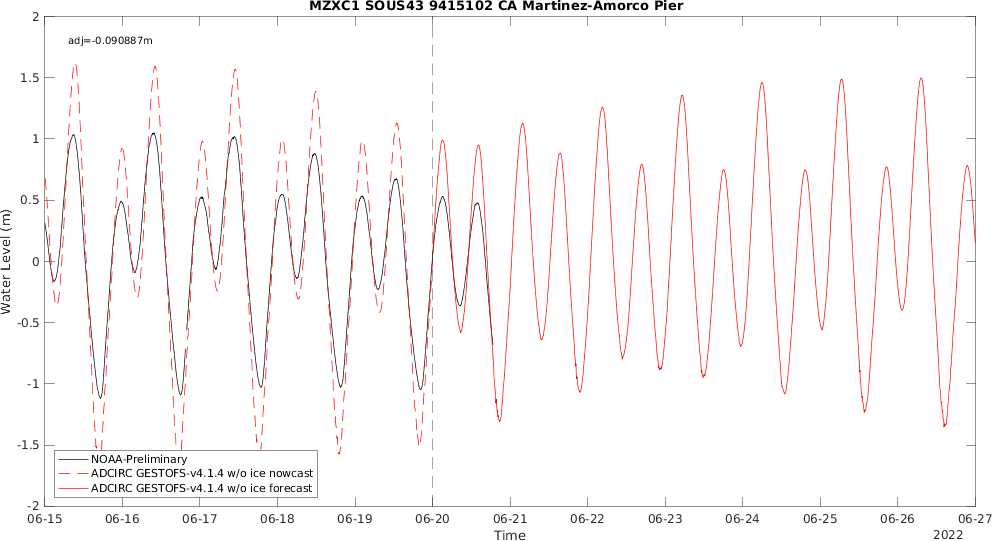 MZXC1 SOUS43 9415102 CA Martinez-Amorco Pier
adj=-0.090887m
2
1.5
1
0.5
0
-0.5
-1
-1.5
-2
Water Level (m)
NOAA-Preliminary
ADCIRC GESTOFS-v4.1.4 w/o ice nowcast
ADCIRC GESTOFS-v4.1.4 w/o ice forecast
06-15 06-16 06-17 06-18 06-19 06-20 06-21 06-22 06-23 06-24 06-25 06-26 06-27
Time
2022